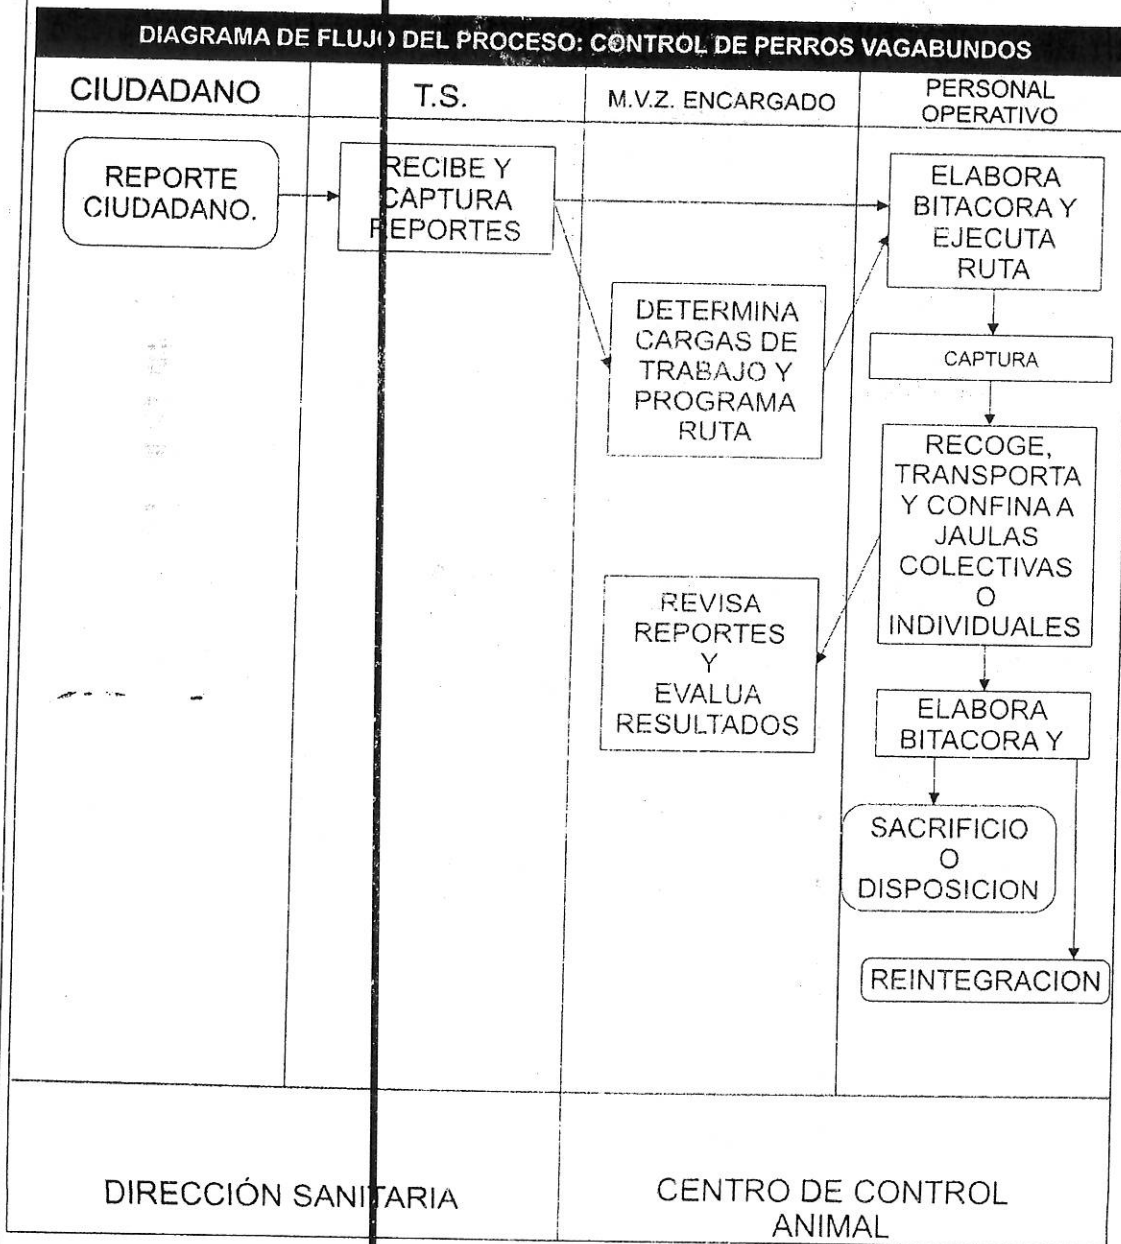 DIAGRAMA DE FLUJO DEL PROCESO: CONTROL DE PERROS VAGABUNDOS
CIUDADANO
T.S.
M.V.Z. ENCARGADO
PERSONAL
OPERATIVO
REPORTE
CIUDADANO.
RECIBE Y
CAPTURA
REPORTES
ELABORA
BITACORA Y
EJECUTA
RUTA
DETERMINA
CARGAS DE
TRABAJO Y
PROGRAMA
RUTA
CAPTURA
RECOGE,
TRANSPORTA
Y CONFINA A
JAULAS
COLECTIVAS
O
INDIVIDUALES
REVISA
REPORTES
Y
EVALUA
RESULTADOS
ELABORA
BITACORA Y
SACRIFICIO
O
DISPOSICION
REINTEGRACION
DIRECCIÓN SANITARIA
CENTRO DE CONTROL
ANIMAL